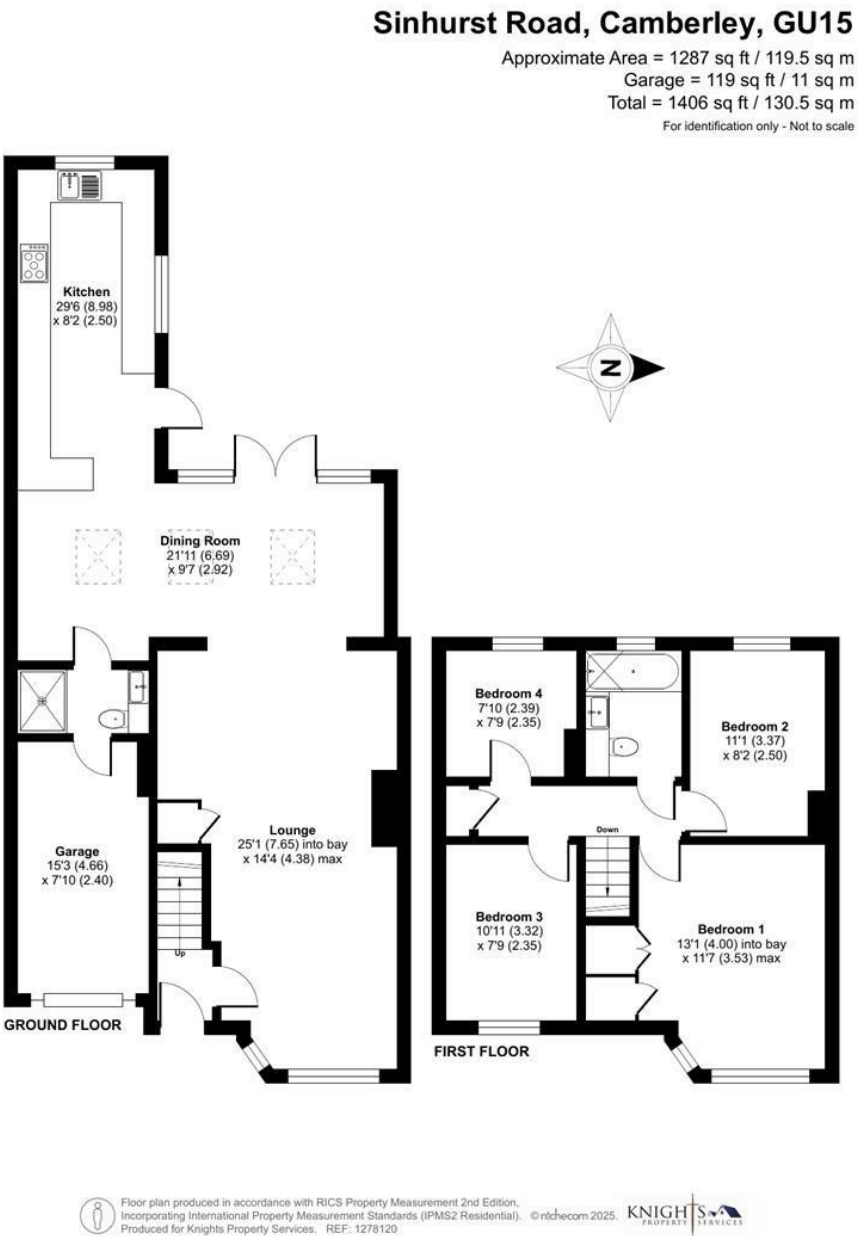 Sinhurst Road, Camberley, GU15
Approximate Area = 1287 sq ft / 119.5 sq m
Garage = 119 sq ft / 11 sq m
Total = 1406 sq ft / 130.5 sq m
For identification only - Not to scale
Kitchen
29'6 (8.98)
x 8'2 (2.50)
N
Dining Room
21'11 (6.69)
x 9'7 (2.92)
Lounge
25'1 (7.65) into bay
x 14'4 (4.38) max
Garage
15'3 (4.66)
x 7'10 (2.40)
Up
GROUND FLOOR
Bedroom 4
7'10 (2.39)
x 7'9 (2.35)
Bedroom 2
11'1 (3.37)
x 8'2 (2.50)
Down
Bedroom 3
10'11 (3.32)
x 7'9 (2.35)
Bedroom 1
13'1 (4.00) into bay
x 11'7 (3.53) max
FIRST FLOOR
Floor plan produced in accordance with RICS Property Measurement 2nd Edition,
Incorporating International Property Measurement Standards (IPMS2 Residential). ©nichecom 2025.
Produced for Knights Property Services. REF: 1278120
KNIGHTS
PROPERTY SERVICES